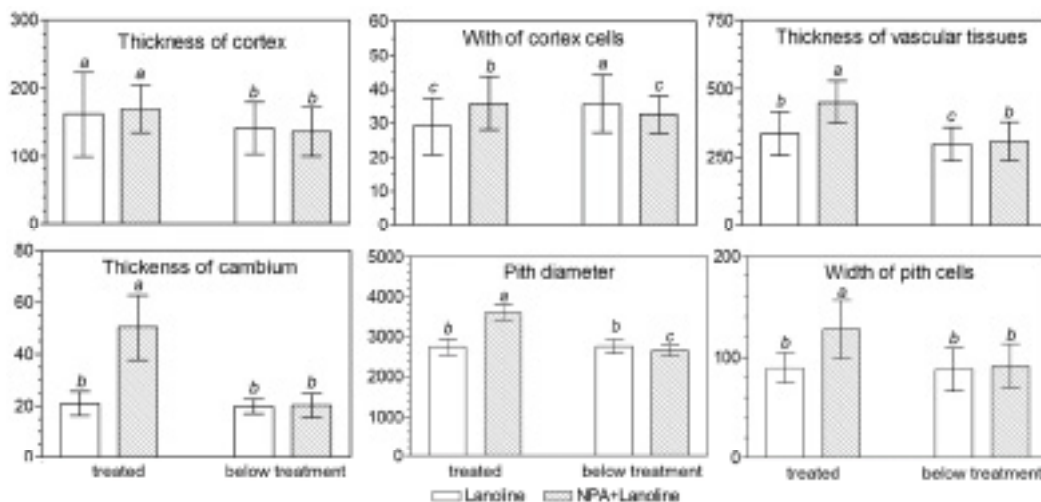 Thickness of cortex
300
200
100
0
a a b b
With of cortex cells
60
50
40
30
20
10
0
c b a c
Thickness of vascular tissues
750
500
250
0
b a c b
Thickenss of cambium
80
60
40
20
0
b a b b
treated below treatment
Pith diameter
5000
4000
3000
2000
1000
0
b a b c
treated below treatment
Width of pith cells
200
100
0
b a b b
treated below treatment
Lanoline NPA+Lanoline